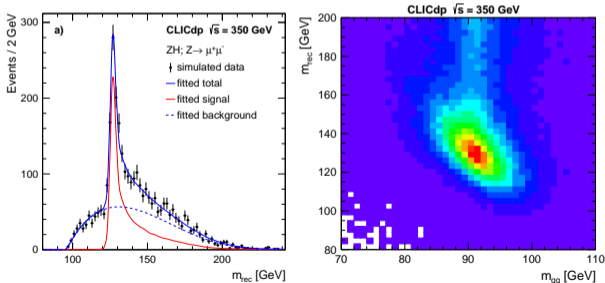 a)
CLICdp √s = 350 GeV
ZH; Z→ μ⁺μ⁻
simulated data
fitted total
fitted signal
fitted background
Events / 2 GeV
300
200
100
0
100
150
200
m_rec [GeV]
CLICdp √s = 350 GeV
m_rec [GeV]
200
180
160
140
120
100
80
70
80
90
100
110
m_qq [GeV]